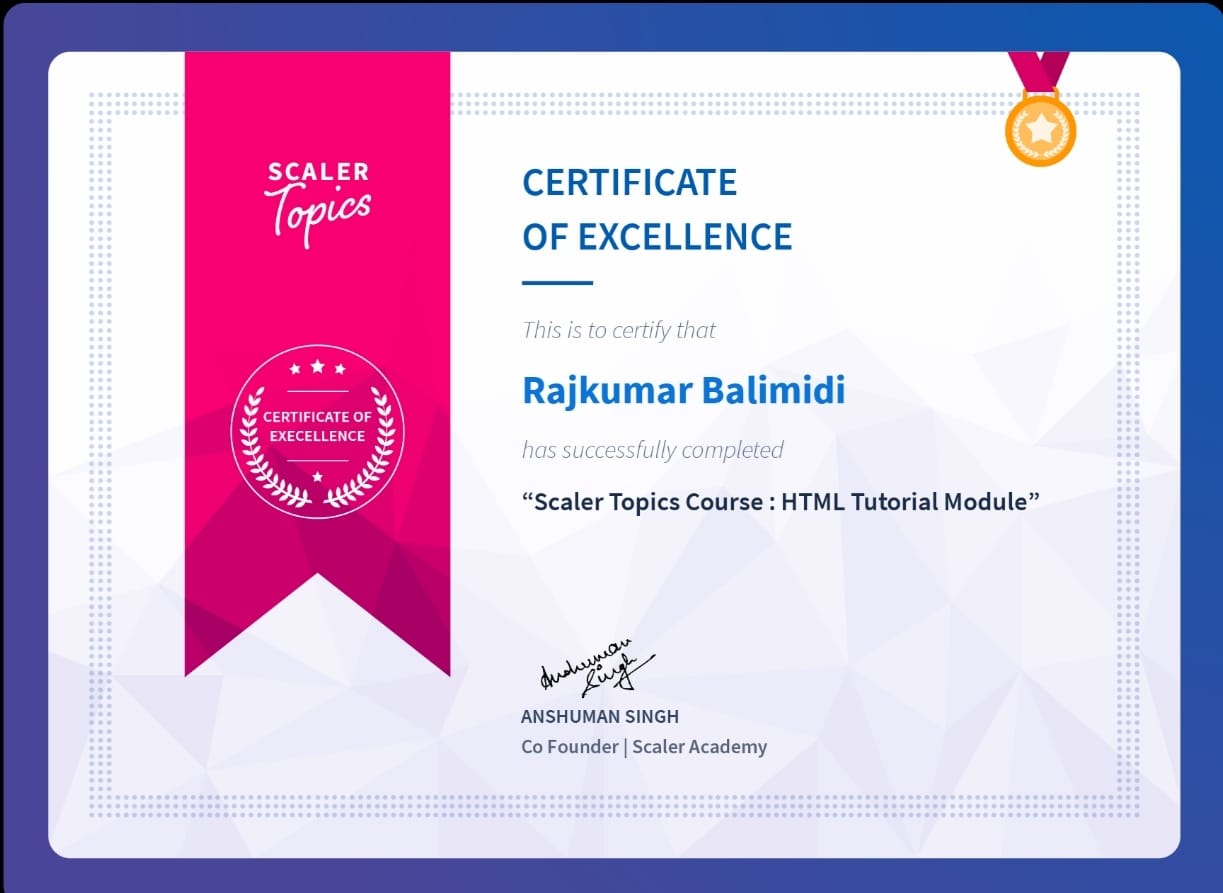 SCALER
Topics
CERTIFICATE OF
EXECELLENCE
CERTIFICATE
OF EXCELLENCE
This is to certify that
Rajkumar Balimidi
has successfully completed
“Scaler Topics Course : HTML Tutorial Module”
Anshuman
Singh
ANSHUMAN SINGH
Co Founder | Scaler Academy